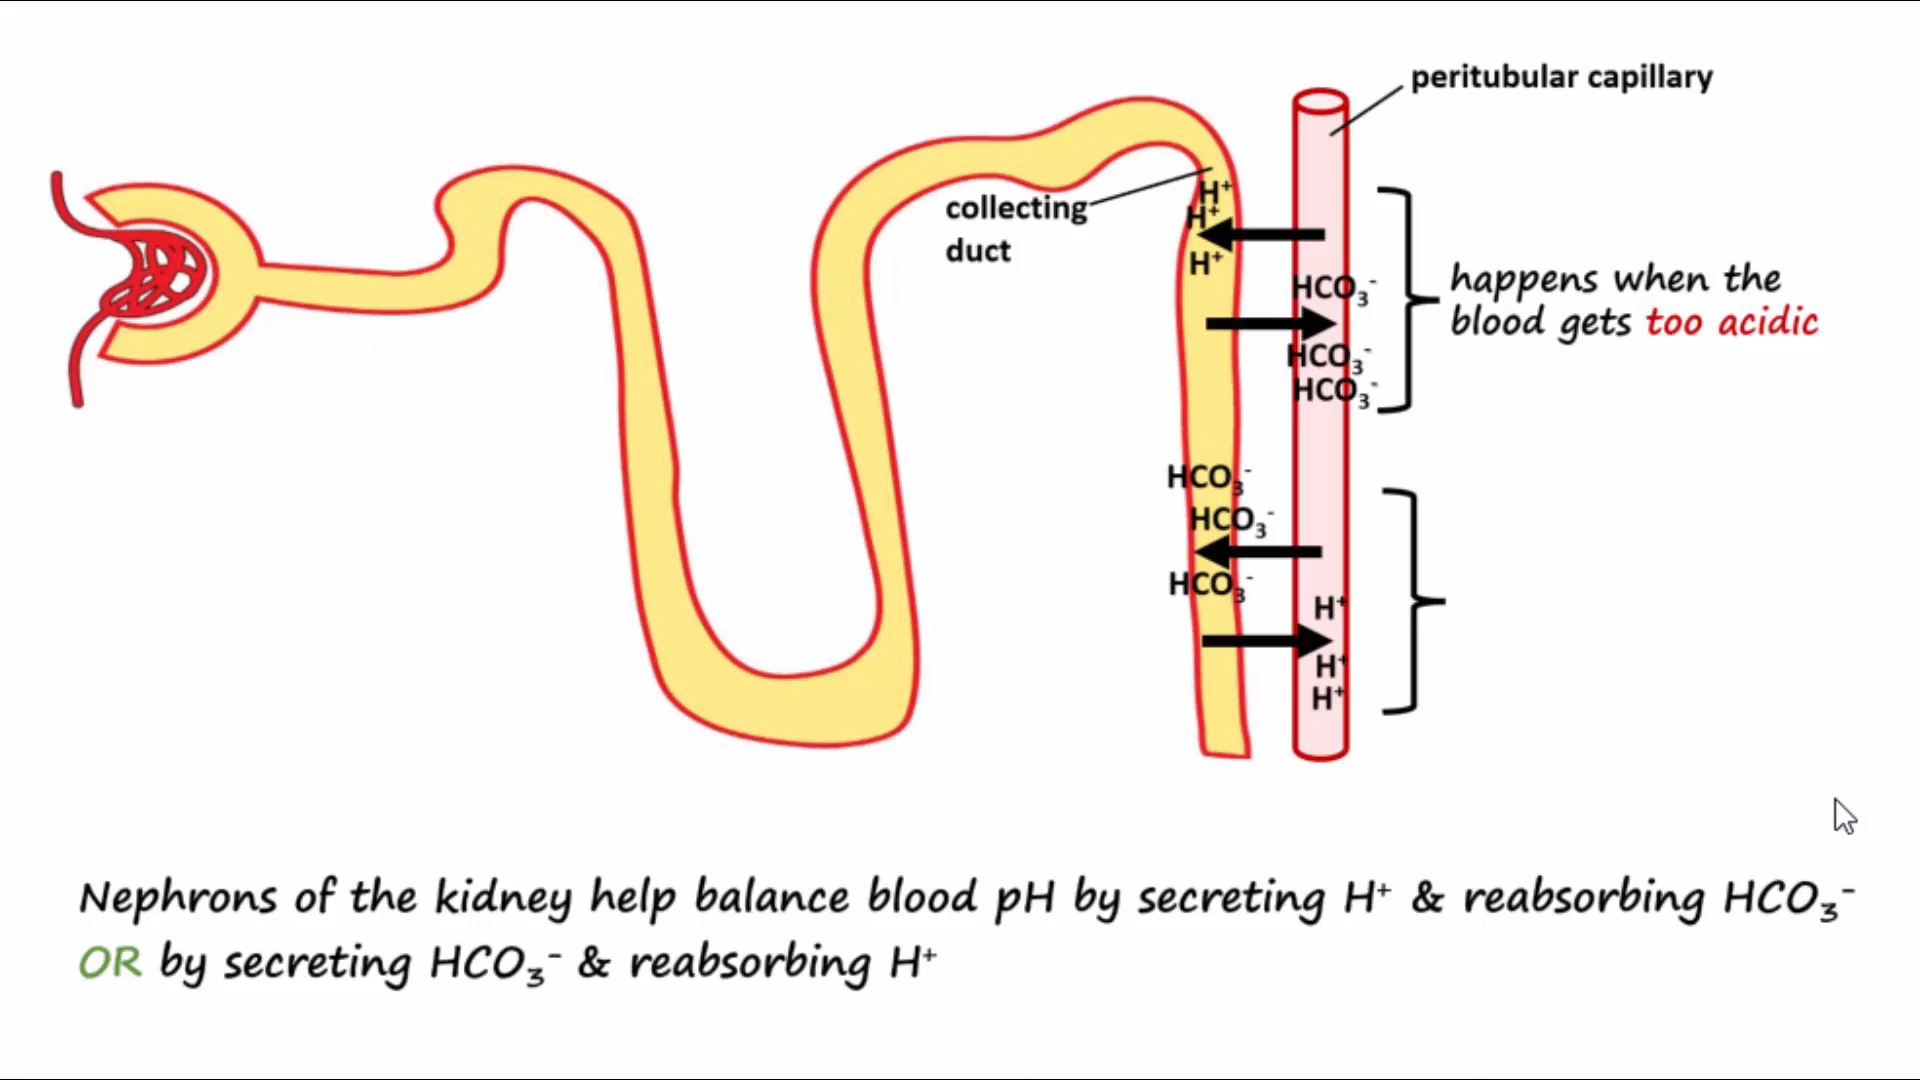 peritubular capillary
collecting
duct
H⁺
H⁺
H⁺
HCO₃⁻
HCO₃⁻
HCO₃⁻
happens when the
blood gets too acidic
HCO₃⁻
HCO₃⁻
HCO₃⁻
H⁺
H⁺
H⁺
Nephrons of the kidney help balance blood pH by secreting H⁺ & reabsorbing HCO₃⁻
OR by secreting HCO₃⁻ & reabsorbing H⁺